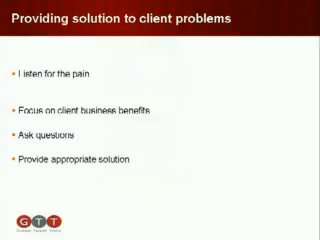 Providing solution to client problems
Listen for the pain
Focus on client business benefits
Ask questions
Provide appropriate solution
GTT